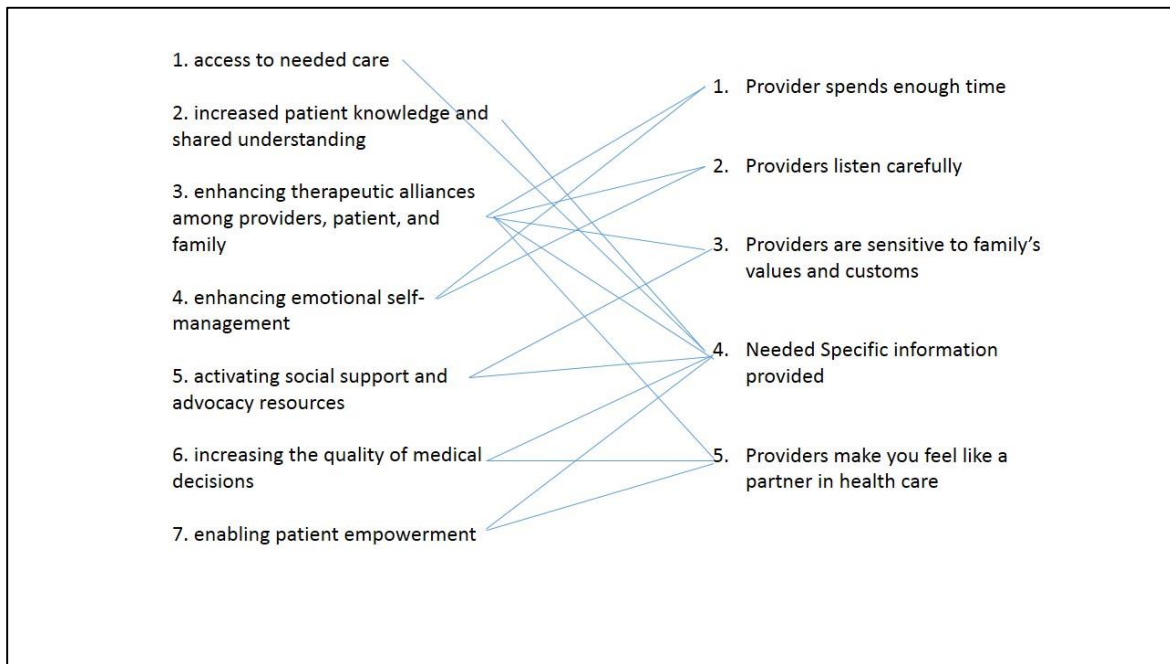 1. access to needed care
2. increased patient knowledge and
shared understanding
3. enhancing therapeutic alliances
among providers, patient, and
family
4. enhancing emotional self-
management
5. activating social support and
advocacy resources
6. increasing the quality of medical
decisions
7. enabling patient empowerment
1. Provider spends enough time
2. Providers listen carefully
3. Providers are sensitive to family’s
values and customs
4. Needed Specific information
provided
5. Providers make you feel like a
partner in health care